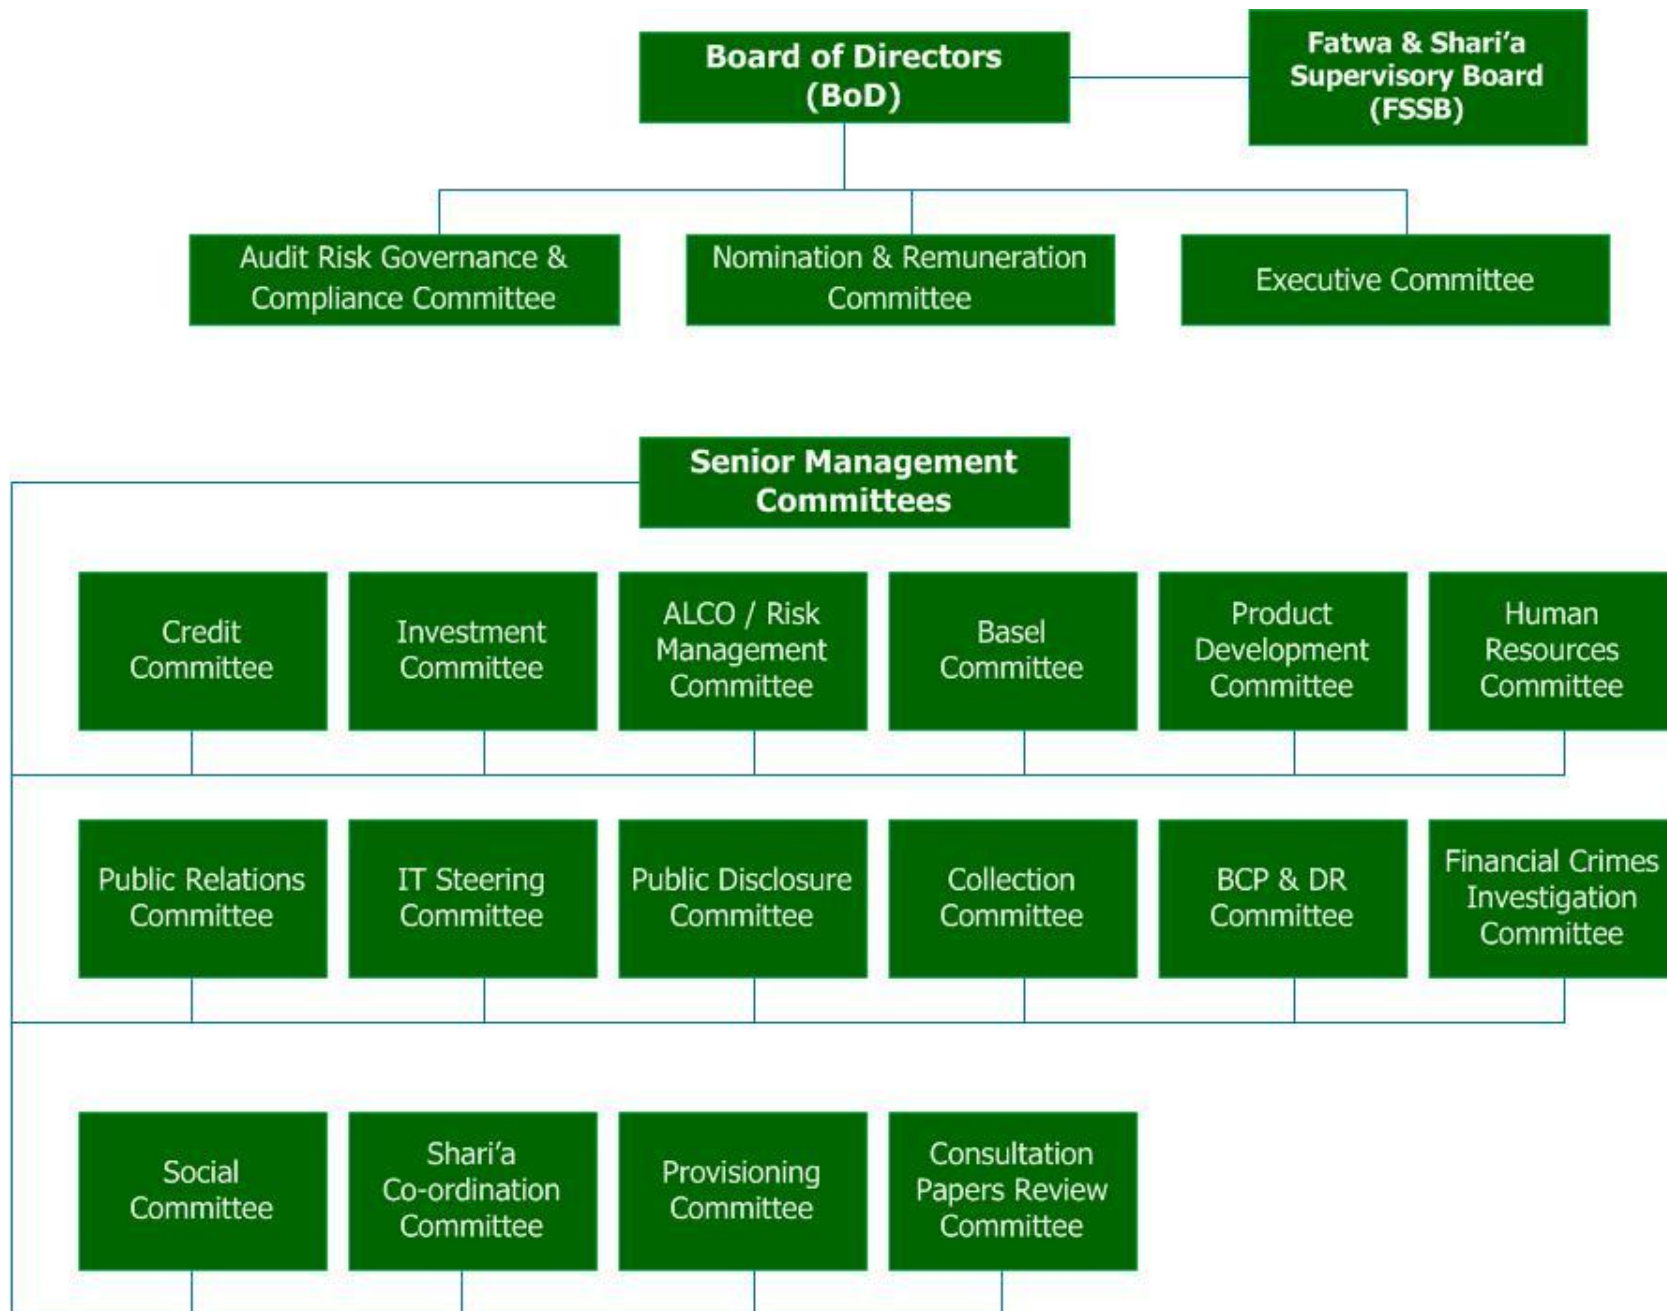 Board of Directors
(BoD)
Fatwa & Shari’a
Supervisory Board
(FSSB)
Audit Risk Governance &
Compliance Committee
Nomination & Remuneration
Committee
Executive Committee
Senior Management
Committees
Credit
Committee
Investment
Committee
ALCO / Risk
Management
Committee
Basel
Committee
Product
Development
Committee
Human
Resources
Committee
Public Relations
Committee
IT Steering
Committee
Public Disclosure
Committee
Collection
Committee
BCP & DR
Committee
Financial Crimes
Investigation
Committee
Social
Committee
Shari’a
Co-ordination
Committee
Provisioning
Committee
Consultation
Papers Review
Committee